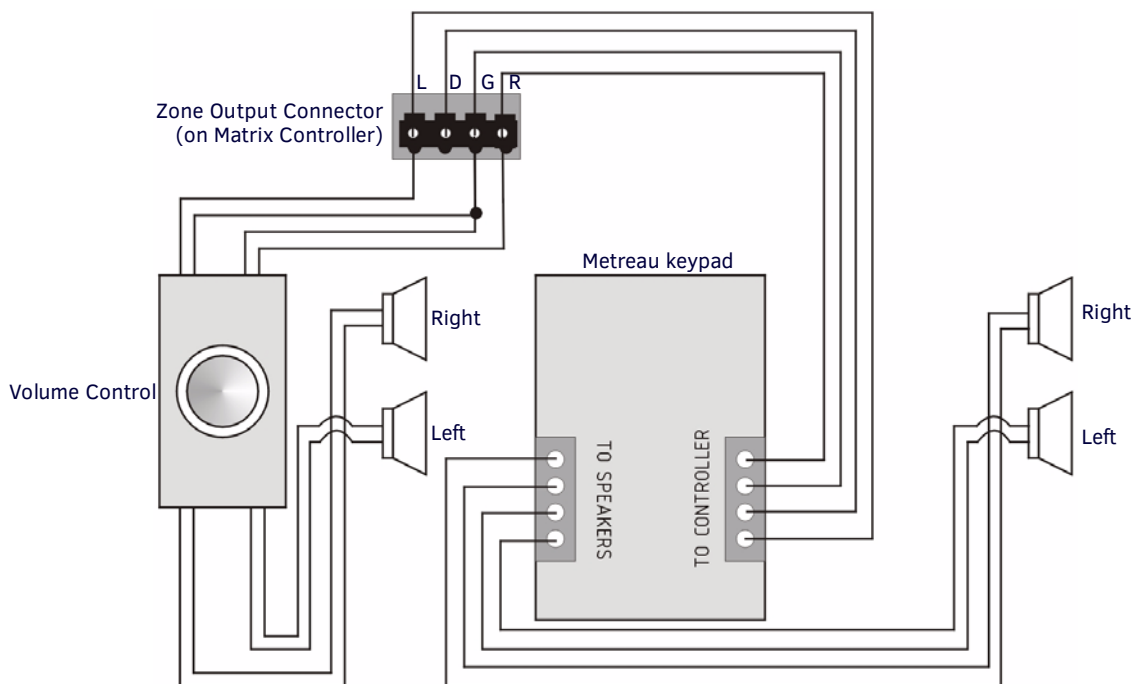 L D G R
Zone Output Connector
(on Matrix Controller)
Metreau keypad
Right
Right
Volume Control
Left
Left
TO SPEAKERS
TO CONTROLLER